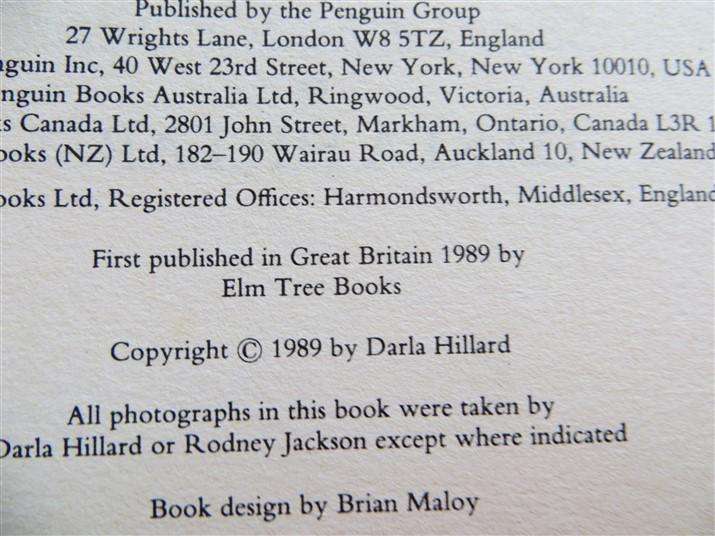 Published by the Penguin Group
27 Wrights Lane, London W8 5TZ, England
nguin Inc, 40 West 23rd Street, New York, New York 10010, USA
nguin Books Australia Ltd, Ringwood, Victoria, Australia
s Canada Ltd, 2801 John Street, Markham, Ontario, Canada L3R 1
ooks (NZ) Ltd, 182–190 Wairau Road, Auckland 10, New Zealand
ooks Ltd, Registered Offices: Harmondsworth, Middlesex, England
First published in Great Britain 1989 by
Elm Tree Books
Copyright © 1989 by Darla Hillard
All photographs in this book were taken by
Darla Hillard or Rodney Jackson except where indicated
Book design by Brian Maloy